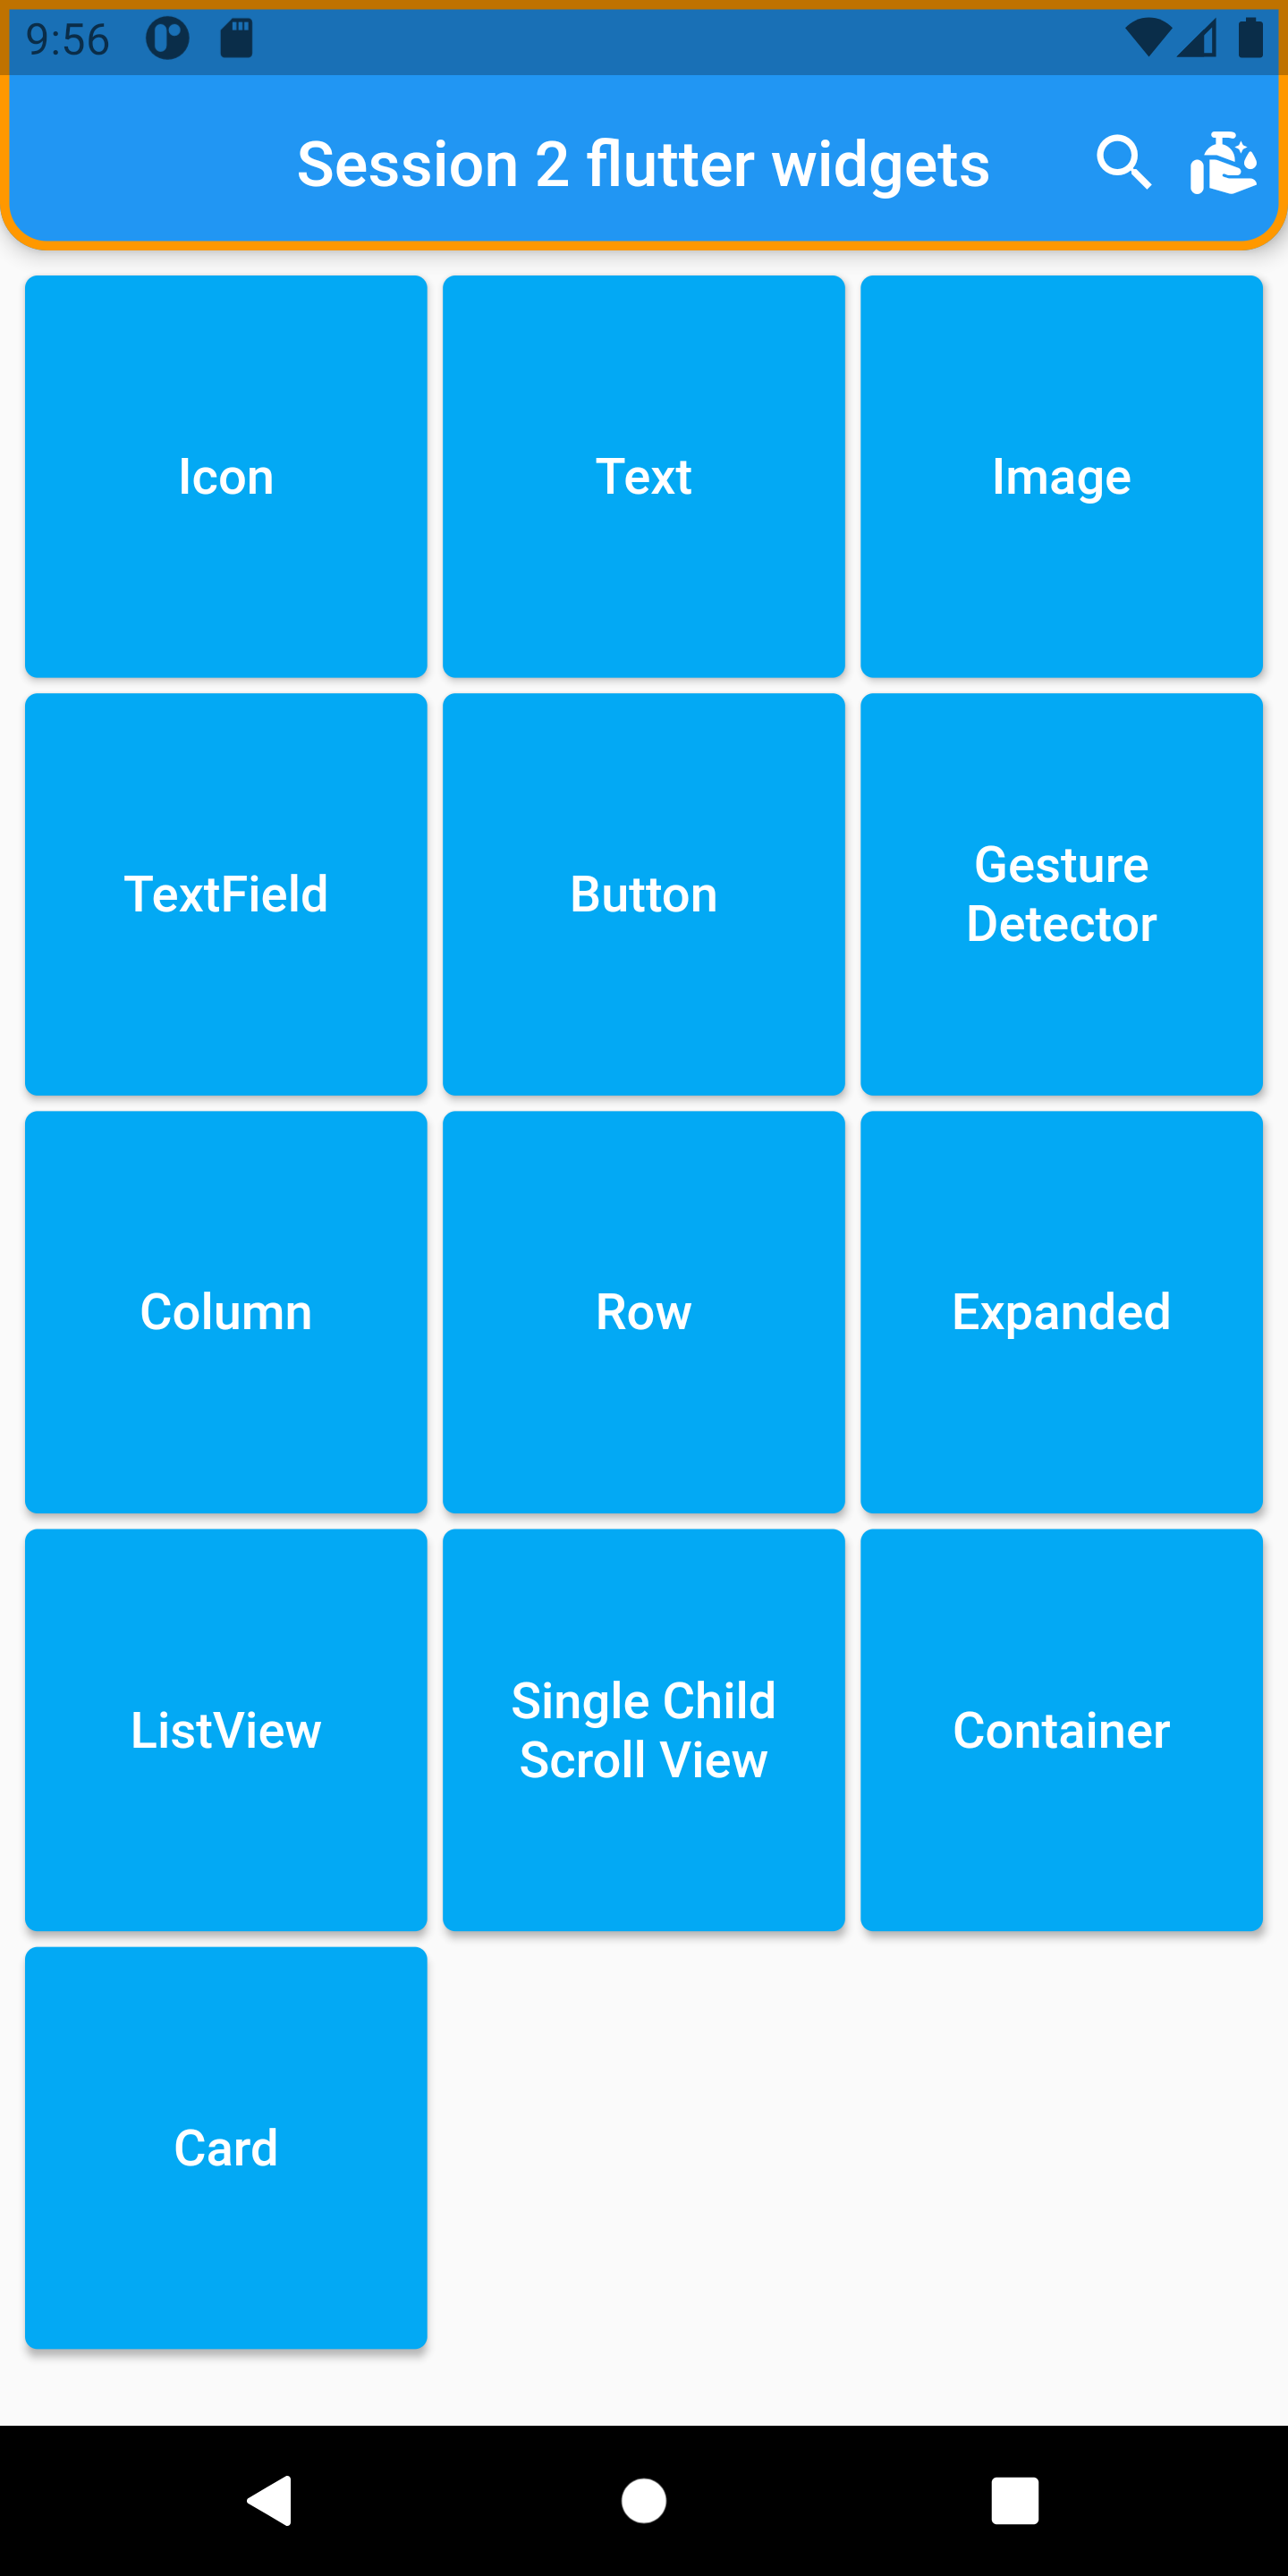 9:56
Session 2 flutter widgets
Icon
Text
Image
TextField
Button
Gesture
Detector
Column
Row
Expanded
ListView
Single Child
Scroll View
Container
Card